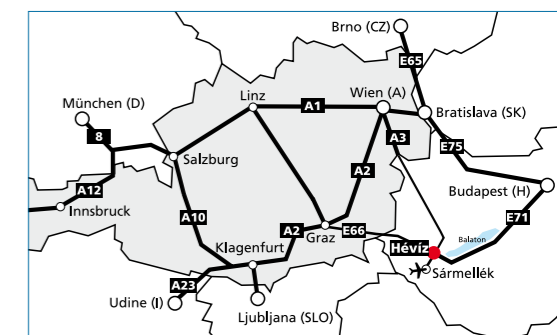 Brno (CZ)
E65
München (D)
Linz
A1
Wien (A)
Bratislava (SK)
8
A3
E75
Salzburg
A2
A12
Budapest (H)
Innsbruck
A10
E71
A2
Graz
E66
Klagenfurt
Hévíz
Balaton
A23
Sármellék
Udine (I)
Ljubljana (SLO)